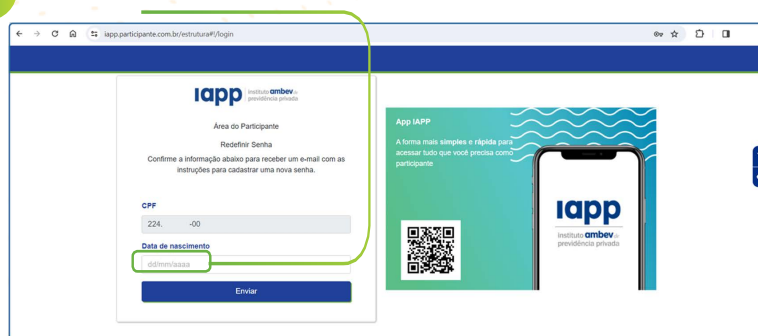 iapp.participante.com.br/estrutura#!/login
Iapp instituto ambev de previdência privada
Área do Participante
Redefinir Senha
Confirme a informação abaixo para receber um e-mail com as
instruções para cadastrar uma nova senha.
CPF
224. -00
Data de nascimento
dd/mm/aaaa
Enviar
App IAPP
A forma mais simples e rápida para
acessar tudo que você precisa como
participante
Iapp
instituto ambev de
previdência privada